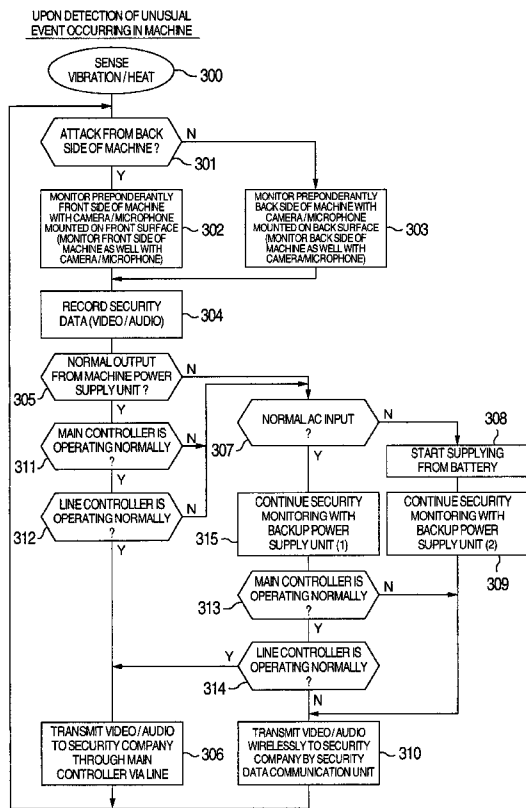 UPON DETECTION OF UNUSUAL
EVENT OCCURRING IN MACHINE
SENSE
VIBRATION / HEAT
300
ATTACK FROM BACK
SIDE OF MACHINE ?
301
N
Y
MONITOR PREPONDERANTLY
FRONT SIDE OF MACHINE
WITH CAMERA / MICROPHONE
MOUNTED ON FRONT SURFACE
(MONITOR FRONT SIDE OF
MACHINE AS WELL WITH
CAMERA / MICROPHONE)
302
MONITOR PREPONDERANTLY
BACK SIDE OF MACHINE WITH
CAMERA / MICROPHONE
MOUNTED ON BACK SURFACE
(MONITOR BACK SIDE OF
MACHINE AS WELL WITH
CAMERA/MICROPHONE)
303
RECORD SECURITY
DATA (VIDEO / AUDIO)
304
NORMAL OUTPUT
FROM MACHINE POWER
SUPPLY UNIT ?
305
N
Y
NORMAL AC INPUT
?
307
N
Y
308
START SUPPLYING
FROM BATTERY
MAIN CONTROLLER IS
OPERATING NORMALLY
?
311
N
Y
LINE CONTROLLER IS
OPERATING NORMALLY
?
312
N
Y
CONTINUE SECURITY
MONITORING WITH
BACKUP POWER
SUPPLY UNIT (1)
315
CONTINUE SECURITY
MONITORING WITH
BACKUP POWER
SUPPLY UNIT (2)
309
MAIN CONTROLLER IS
OPERATING NORMALLY
?
313
N
Y
LINE CONTROLLER IS
OPERATING NORMALLY
?
314
Y
N
TRANSMIT VIDEO / AUDIO
TO SECURITY COMPANY
THROUGH MAIN
CONTROLLER VIA LINE
306
TRANSMIT VIDEO / AUDIO
WIRELESSLY TO SECURITY
COMPANY BY SECURITY
DATA COMMUNICATION UNIT
310